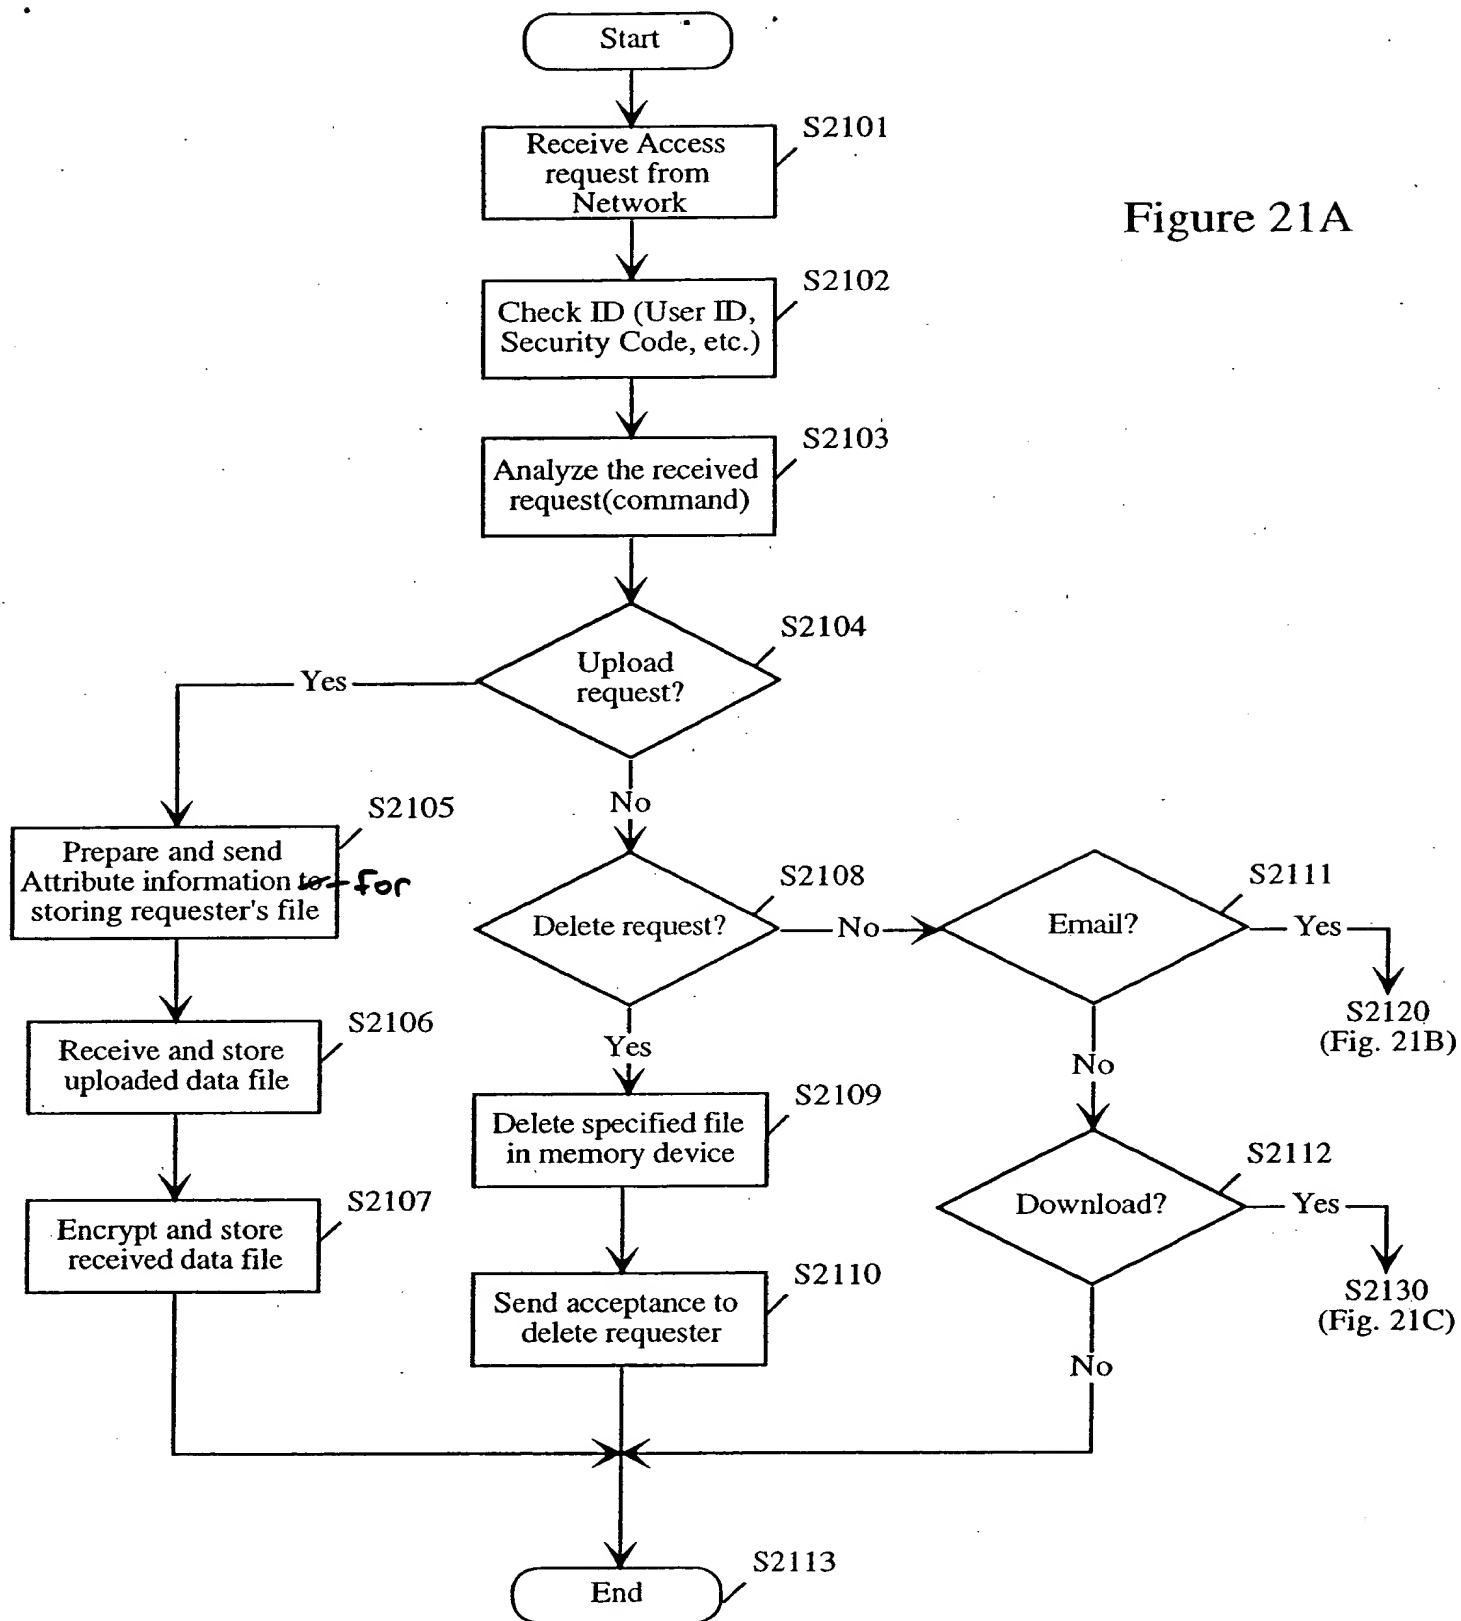 Start
S2101
Receive Access
request from
Network
Figure 21A
S2102
Check ID (User ID,
Security Code, etc.)
S2103
Analyze the received
request(command)
S2104
Upload
request?
Yes
No
S2105
Prepare and send
Attribute information to for
storing requester's file
S2106
Receive and store
uploaded data file
S2107
Encrypt and store
received data file
S2108
Delete request?
No
Yes
S2109
Delete specified file
in memory device
S2110
Send acceptance to
delete requester
S2111
Email?
Yes
S2120
(Fig. 21B)
No
S2112
Download?
Yes
S2130
(Fig. 21C)
No
S2113
End